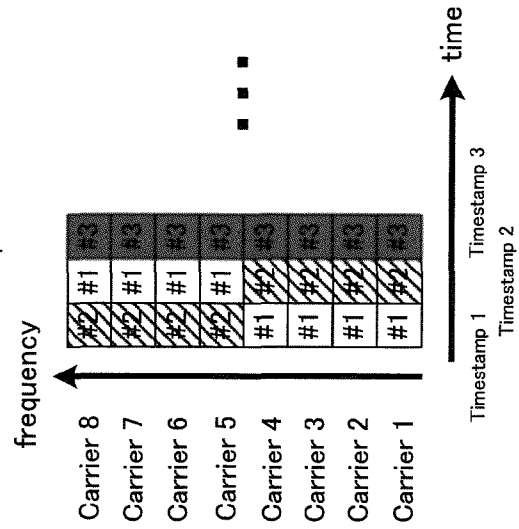 frequency
Carrier 8 #2 #1 #3
Carrier 7 #2 #1 #3
Carrier 6 #2 #1 #3
Carrier 5 #2 #1 #3
Carrier 4 #1 #2 #3
Carrier 3 #1 #2 #3
Carrier 2 #1 #2 #3
Carrier 1 #1 #2 #3
time
Timestamp 1
Timestamp 2
Timestamp 3